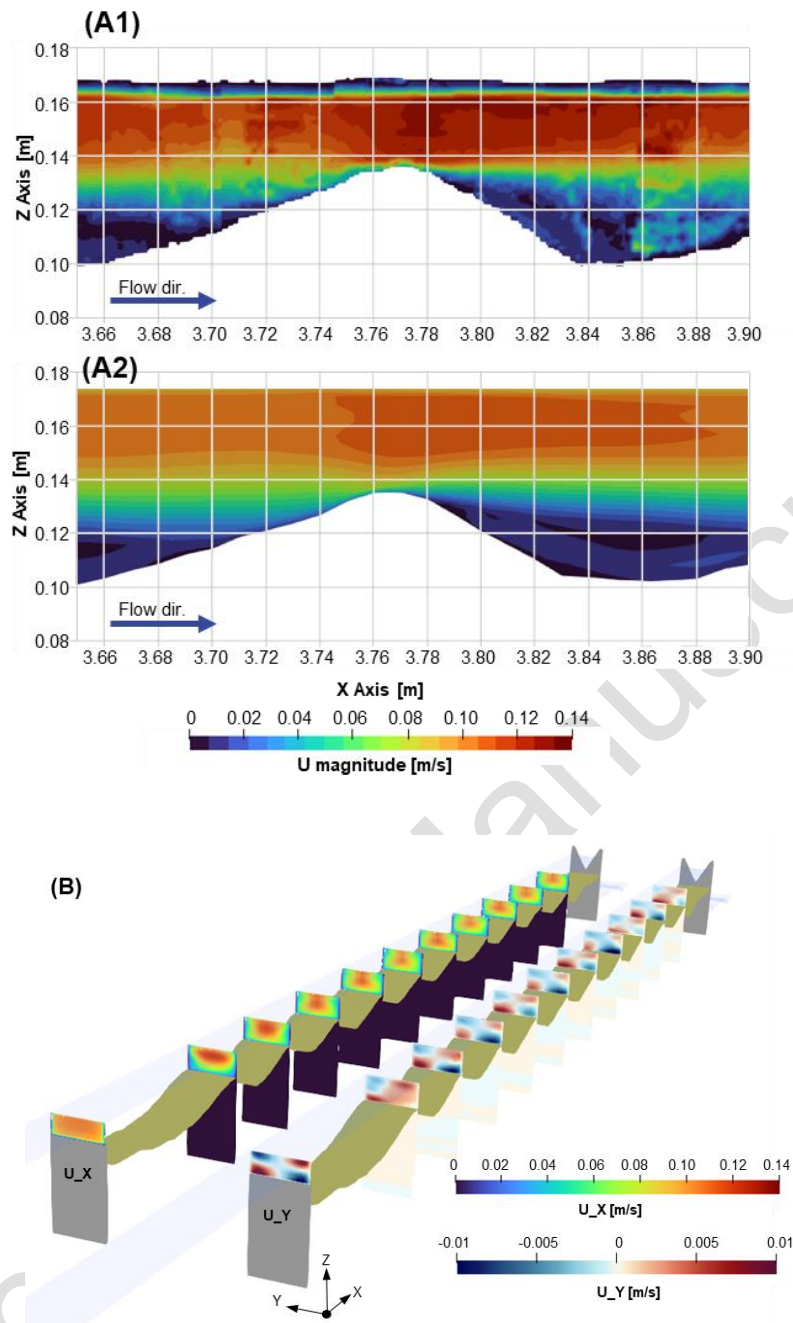 (A1)
0.18
0.16
0.14
0.12
0.10
0.08
Z Axis [m]
Flow dir.
3.66 3.68 3.70 3.72 3.74 3.76 3.78 3.80 3.82 3.84 3.86 3.88 3.90
(A2)
0.18
0.16
0.14
0.12
0.10
0.08
Z Axis [m]
Flow dir.
3.66 3.68 3.70 3.72 3.74 3.76 3.78 3.80 3.82 3.84 3.86 3.88 3.90
X Axis [m]
0 0.02 0.04 0.06 0.08 0.10 0.12 0.14
U magnitude [m/s]
(B)
U_X
U_Y
0 0.02 0.04 0.06 0.08 0.10 0.12 0.14
U_X [m/s]
-0.01 -0.005 0 0.005 0.01
U_Y [m/s]
Z
Y
X